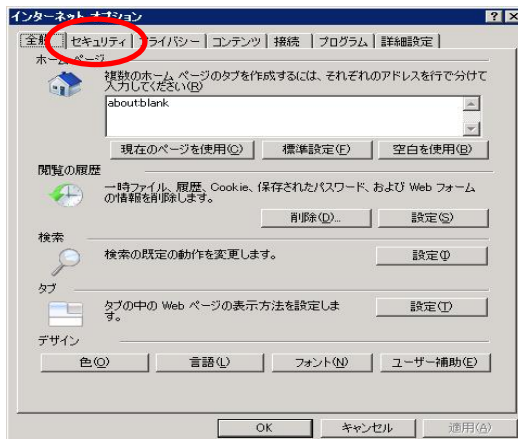 インターネット オプション
全般 セキュリティ プライバシー コンテンツ 接続 プログラム 詳細設定
ホーム ページ
複数のホーム ページのタブを作成するには、それぞれのアドレスを行で分けて
入力してください(R)
about:blank
現在のページを使用(C) 標準設定(F) 空白を使用(B)
閲覧の履歴
一時ファイル、履歴、Cookie、保存されたパスワード、および Web フォーム
の情報を削除します。
削除(D)... 設定(S)
検索
検索の既定の動作を変更します。 設定(I)
タブ
タブの中の Web ページの表示方法を設定しま
す。
設定(T)
デザイン
色(O) 言語(L) フォント(N) ユーザー補助(E)
OK キャンセル 適用(A)